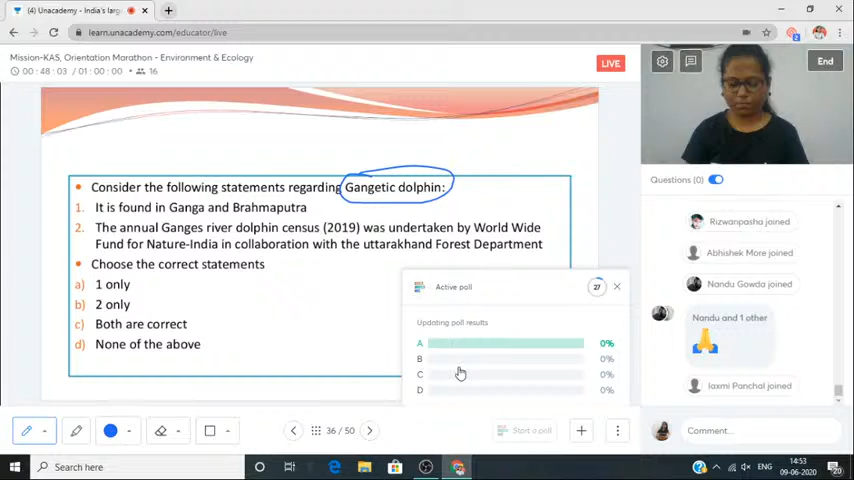 (4) Unacademy - India's larg
learn.unacademy.com/educator/live
Mission-KAS, Orientation Marathon - Environment & Ecology
00 : 48 : 03 / 01 : 00 : 00 • 16
LIVE
End
• Consider the following statements regarding Gangetic dolphin:
1. It is found in Ganga and Brahmaputra
2. The annual Ganges river dolphin census (2019) was undertaken by World Wide
Fund for Nature-India in collaboration with the uttarakhand Forest Department
• Choose the correct statements
a) 1 only
b) 2 only
c) Both are correct
d) None of the above
Active poll
27
Updating poll results
A 0%
B 0%
C 0%
D 0%
Questions (0)
Rizwanpasha joined
Abhishek More joined
Nandu Gowda joined
Nandu and 1 other
laxmi Panchal joined
36 / 50
Start a poll
Comment...
Search here
ENG
14:53
09-06-2020
20